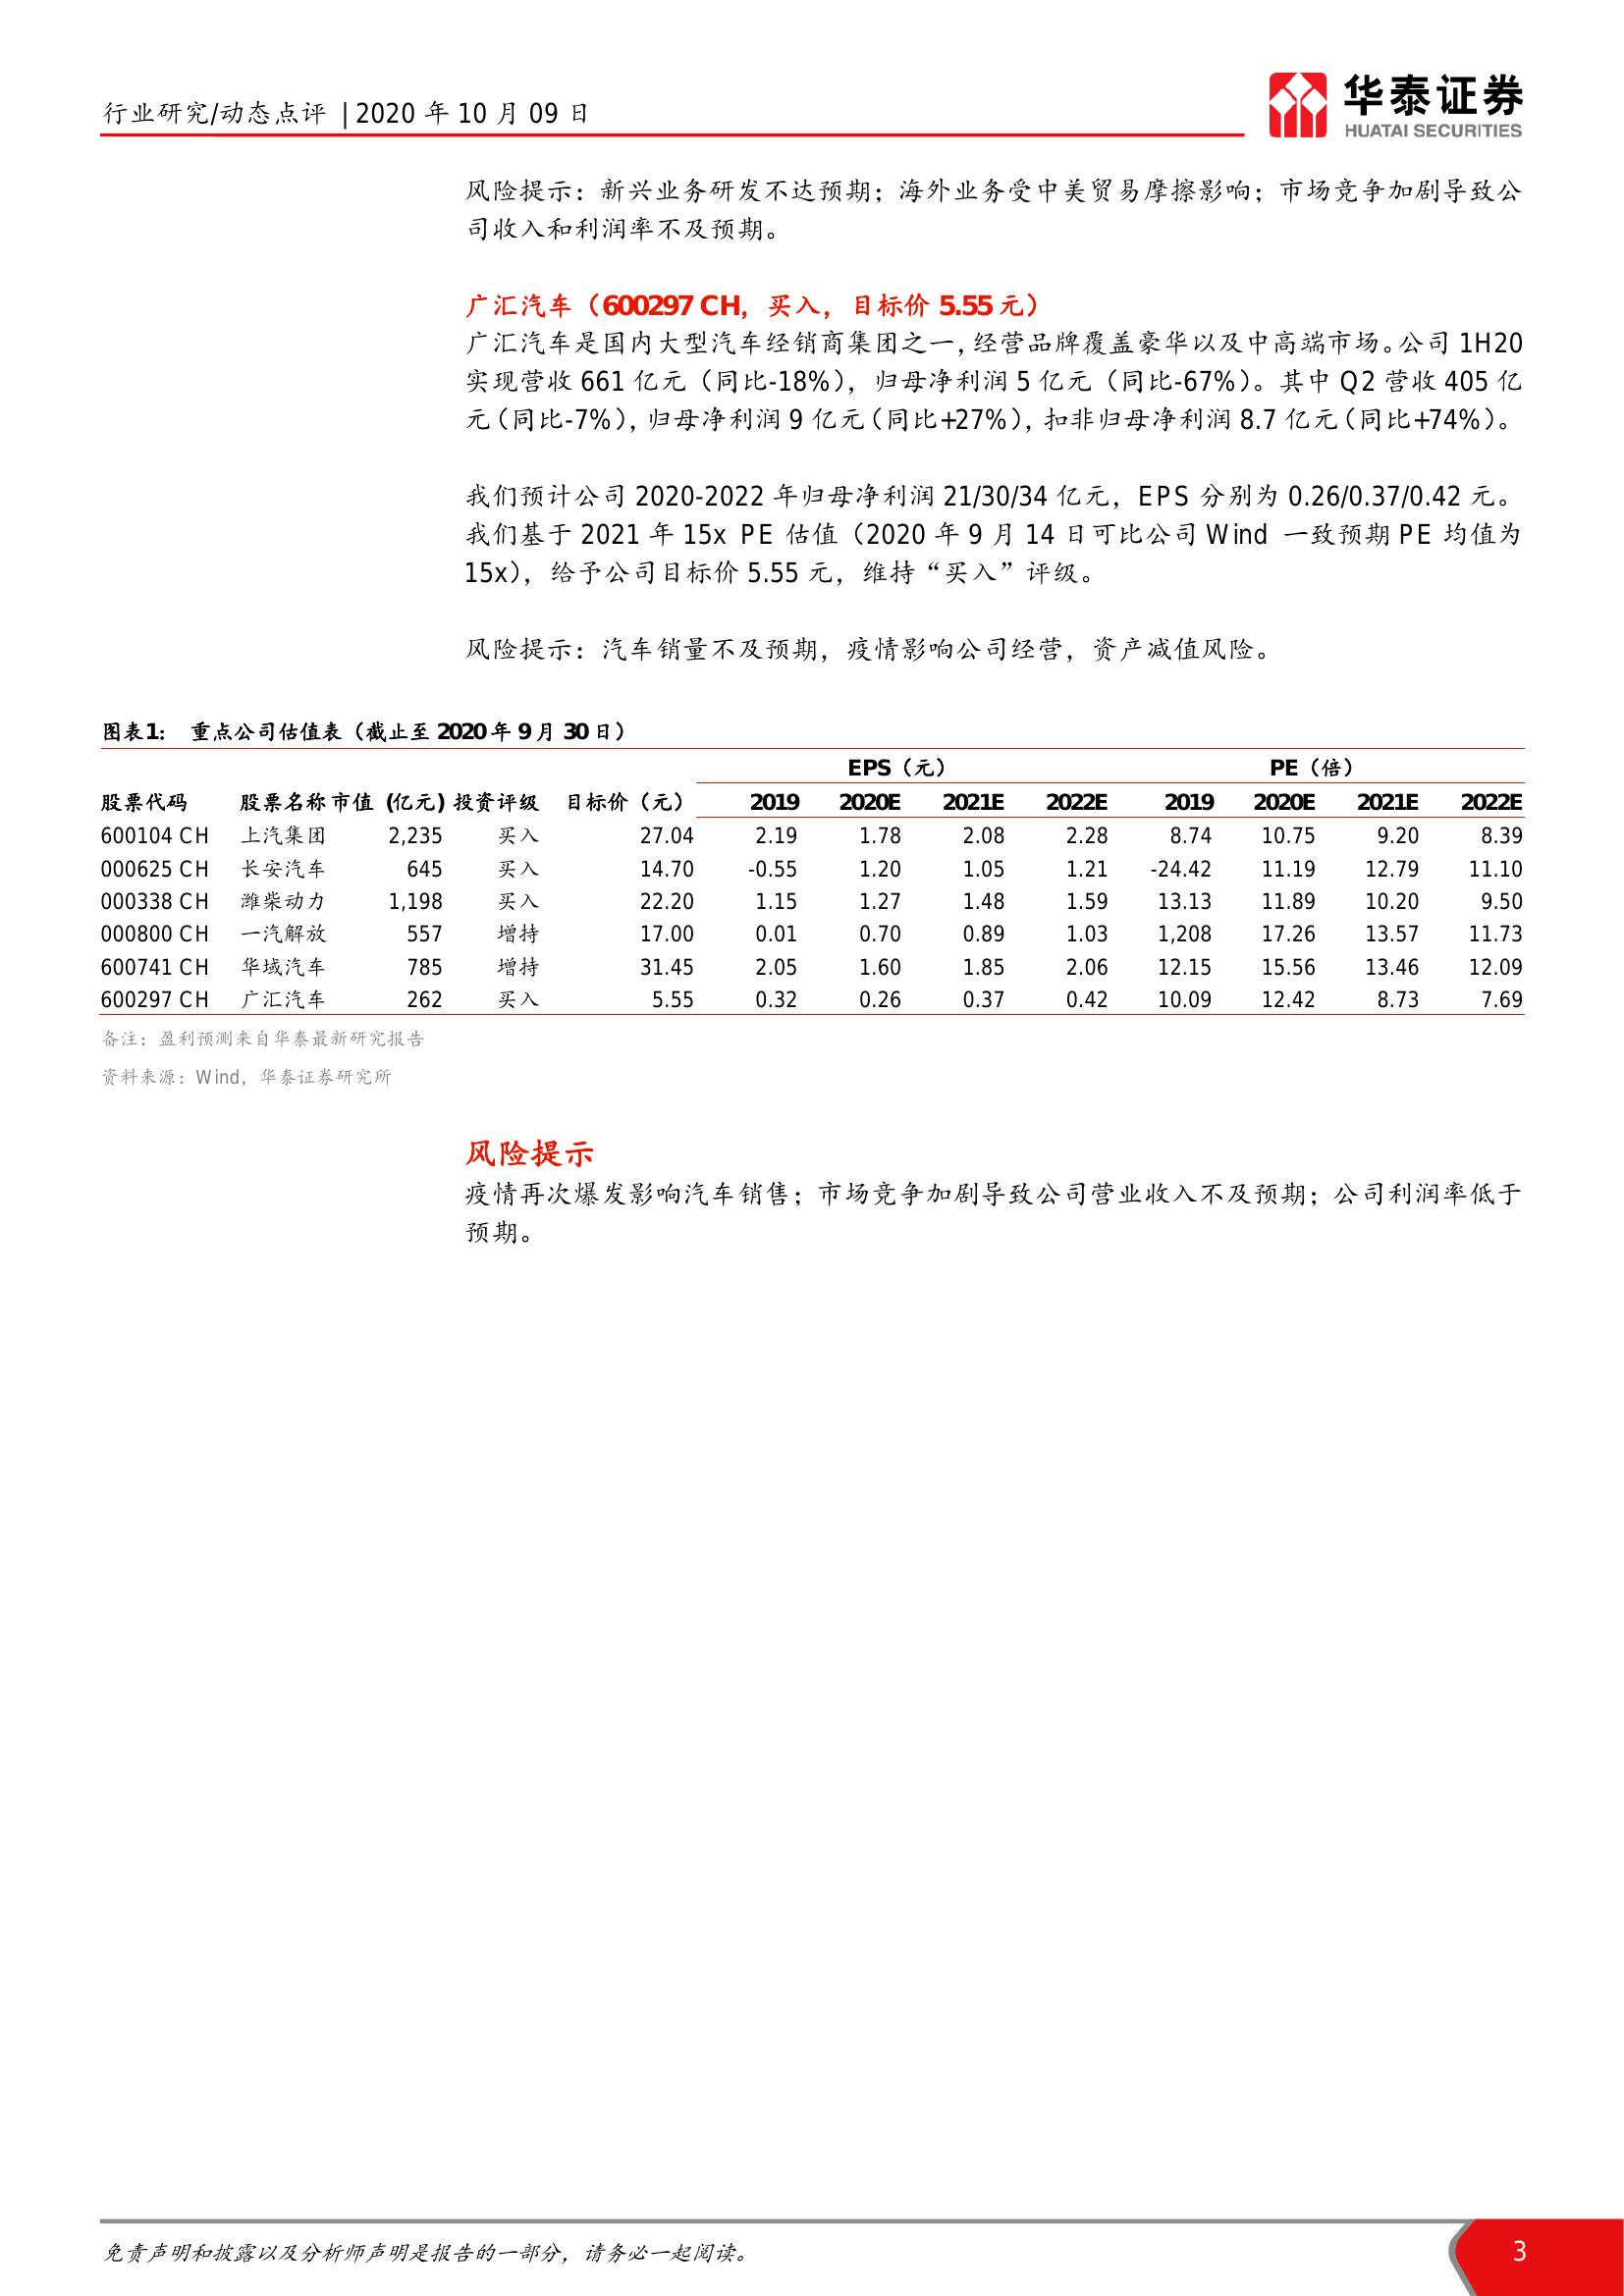 行业研究/动态点评 | 2020 年 10 月 09 日
华泰证券
HUATAI SECURITIES
风险提示：新兴业务研发不达预期；海外业务受中美贸易摩擦影响；市场竞争加剧导致公
司收入和利润率不及预期。
广汇汽车（600297 CH，买入，目标价 5.55 元）
广汇汽车是国内大型汽车经销商集团之一，经营品牌覆盖豪华以及中高端市场。公司 1H20
实现营收 661 亿元（同比-18%），归母净利润 5 亿元（同比-67%）。其中 Q2 营收 405 亿
元（同比-7%），归母净利润 9 亿元（同比+27%），扣非归母净利润 8.7 亿元（同比+74%）。
我们预计公司 2020-2022 年归母净利润 21/30/34 亿元，EPS 分别为 0.26/0.37/0.42 元。
我们基于 2021 年 15x PE 估值（2020 年 9 月 14 日可比公司 Wind 一致预期 PE 均值为
15x），给予公司目标价 5.55 元，维持“买入”评级。
风险提示：汽车销量不及预期，疫情影响公司经营，资产减值风险。
图表1： 重点公司估值表（截止至 2020 年 9 月 30 日）
EPS（元） PE（倍）
股票代码 股票名称 市值 (亿元) 投资评级 目标价（元） 2019 2020E 2021E 2022E 2019 2020E 2021E 2022E
600104 CH 上汽集团 2,235 买入 27.04 2.19 1.78 2.08 2.28 8.74 10.75 9.20 8.39
000625 CH 长安汽车 645 买入 14.70 -0.55 1.20 1.05 1.21 -24.42 11.19 12.79 11.10
000338 CH 潍柴动力 1,198 买入 22.20 1.15 1.27 1.48 1.59 13.13 11.89 10.20 9.50
000800 CH 一汽解放 557 增持 17.00 0.01 0.70 0.89 1.03 1,208 17.26 13.57 11.73
600741 CH 华域汽车 785 增持 31.45 2.05 1.60 1.85 2.06 12.15 15.56 13.46 12.09
600297 CH 广汇汽车 262 买入 5.55 0.32 0.26 0.37 0.42 10.09 12.42 8.73 7.69
备注：盈利预测来自华泰最新研究报告
资料来源：Wind，华泰证券研究所
风险提示
疫情再次爆发影响汽车销售；市场竞争加剧导致公司营业收入不及预期；公司利润率低于
预期。
免责声明和披露以及分析师声明是报告的一部分，请务必一起阅读。
3